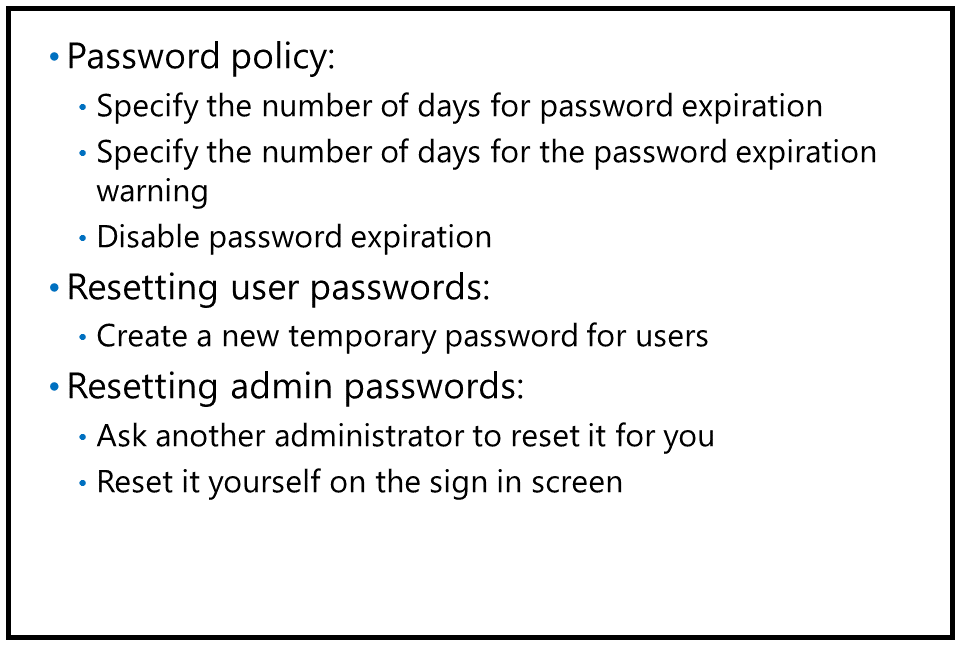 • Password policy:
• Specify the number of days for password expiration
• Specify the number of days for the password expiration
warning
• Disable password expiration
• Resetting user passwords:
• Create a new temporary password for users
• Resetting admin passwords:
• Ask another administrator to reset it for you
• Reset it yourself on the sign in screen